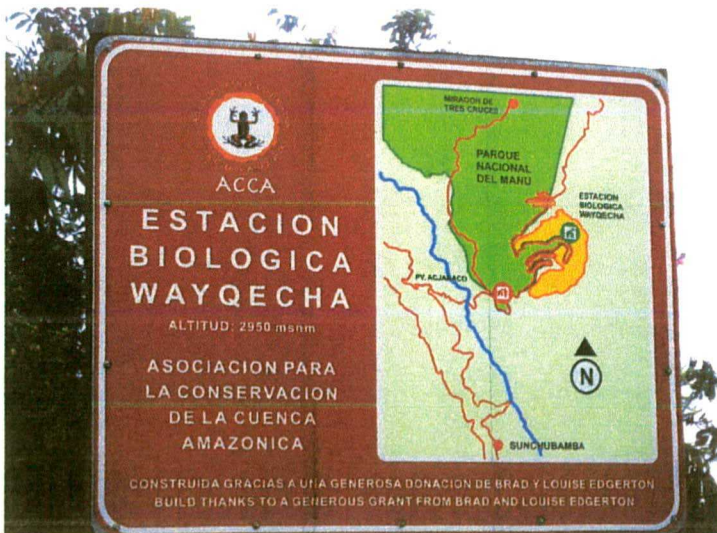 ACCA
ESTACION
BIOLOGICA
WAYQECHA
ALTITUD: 2950 msnm
ASOCIACION PARA
LA CONSERVACION
DE LA CUENCA
AMAZONICA
MIRADOR DE
TRES CRUCES
PARQUE
NACIONAL
DEL MANU
ESTACION
BIOLOGICA
WAYQECHA
PV. ACJANACO
N
SUNCHUBAMBA
CONSTRUIDA GRACIAS A UNA GENEROSA DONACION DE BRAD Y LOUISE EDGERTON
BUILD THANKS TO A GENEROUS GRANT FROM BRAD AND LOUISE EDGERTON